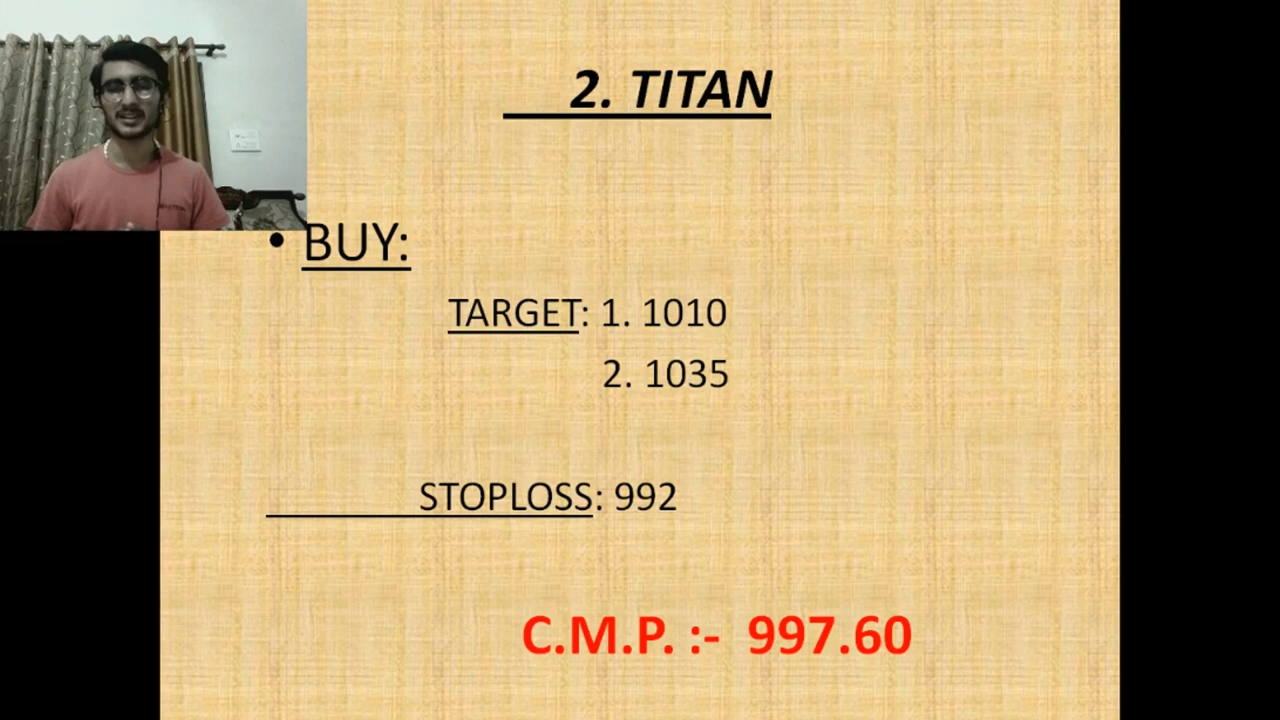 2. TITAN
• BUY:
TARGET: 1. 1010
2. 1035
STOPLOSS: 992
C.M.P. :- 997.60